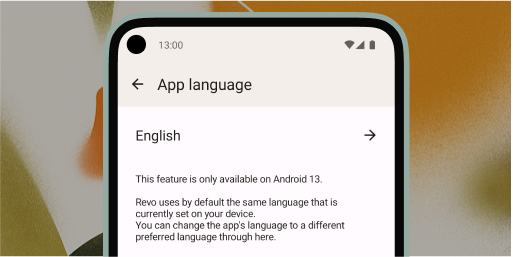 13:00
App language
English
This feature is only available on Android 13.
Revo uses by default the same language that is
currently set on your device.
You can change the app's language to a different
preferred language through here.